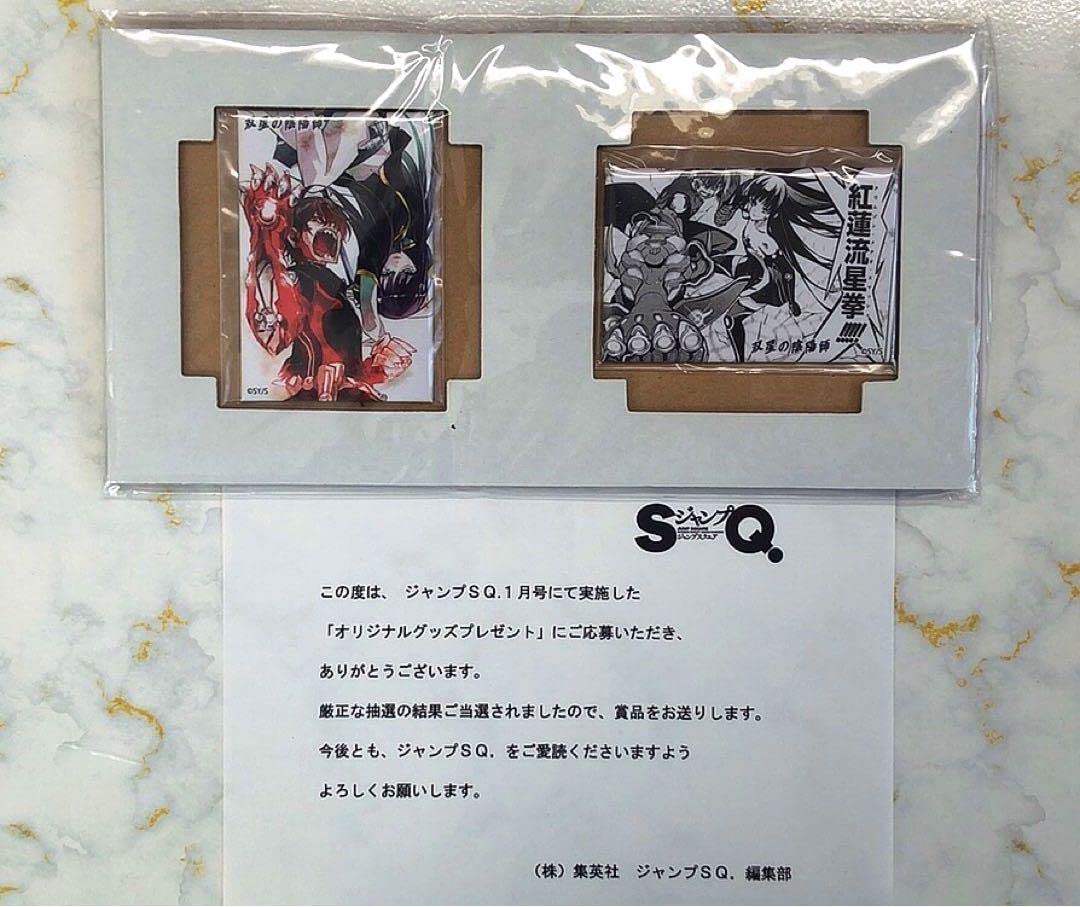 双星の陰陽師
©SY/S
紅蓮流星拳!!!!!
双星の陰陽師
©SY/S
SジャンプQ.
JUMP SQUARE
ジャンプスクエア
この度は、 ジャンプＳＱ.１月号にて実施した
「オリジナルグッズプレゼント」にご応募いただき、
ありがとうございます。
厳正な抽選の結果ご当選されましたので、賞品をお送りします。
今後とも、ジャンプＳＱ. をご愛読くださいますよう
よろしくお願いします。
（株）集英社　ジャンプＳＱ. 編集部